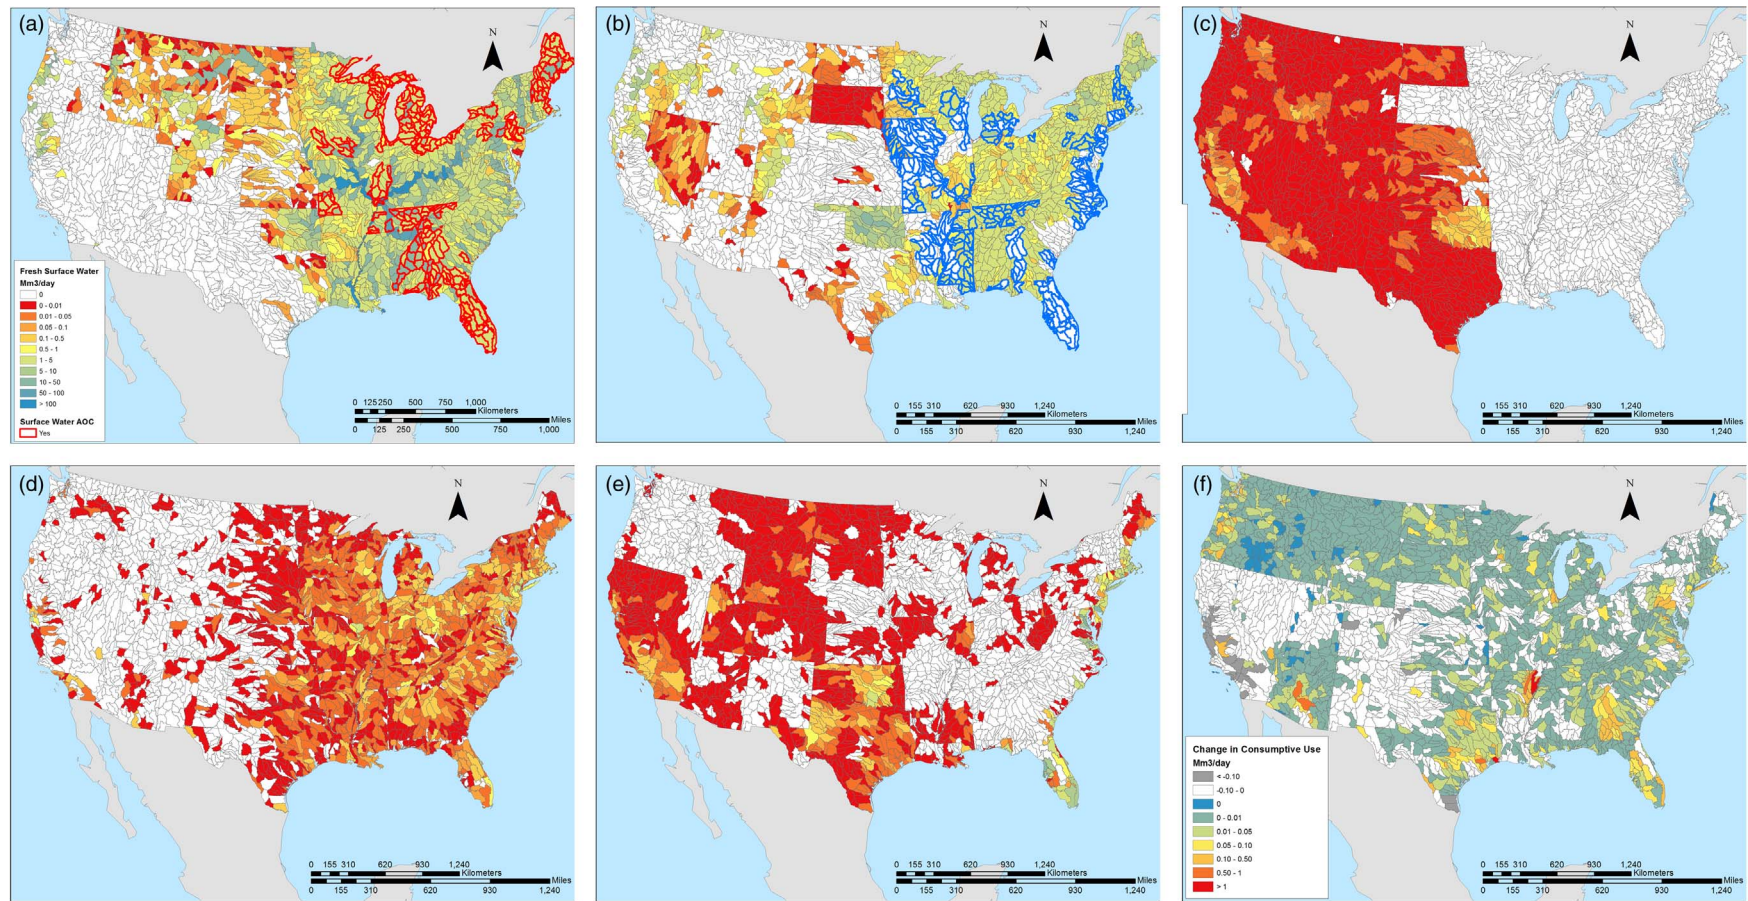 (a)
N
Fresh Surface Water
Mm3/day
0
0 - 0.01
0.01 - 0.05
0.05 - 0.1
0.1 - 0.5
0.5 - 1
1 - 5
5 - 10
10 - 50
50 - 100
> 100
Surface Water AOC
Yes
0 125250 500 750 1,000
Kilometers
Miles
0 125 250 500 750 1,000
(b)
N
0 155 310 620 930 1,240
Kilometers
Miles
0 155 310 620 930 1,240
(c)
N
0 155 310 620 930 1,240
Kilometers
Miles
0 155 310 620 930 1,240
(d)
N
0 155 310 620 930 1,240
Kilometers
Miles
0 155 310 620 930 1,240
(e)
N
0 155 310 620 930 1,240
Kilometers
Miles
0 155 310 620 930 1,240
(f)
N
Change in Consumptive Use
Mm3/day
< -0.10
-0.10 - 0
0
0 - 0.01
0.01 - 0.05
0.05 - 0.10
0.10 - 0.50
0.50 - 1
> 1
0 155 310 620 930 1,240
Kilometers
Miles
0 155 310 620 930 1,240